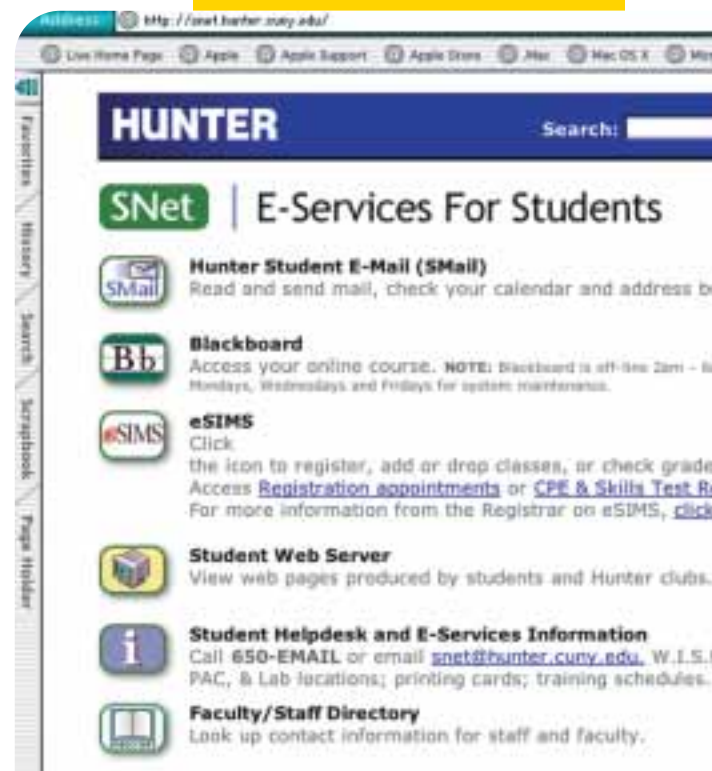 Address http://snet.hunter.cuny.edu/
Live Home Page Apple Apple Support Apple Store .Mac Mac OS X
HUNTER Search:
SNet E-Services For Students
Hunter Student E-Mail (SMail)
SMail Read and send mail, check your calendar and address
Blackboard
Bb Access your online course. NOTE: Blackboard is off-line 2am -
Mondays, Wednesdays and Fridays for system maintenance.
eSIMS
eSIMS Click
the icon to register, add or drop classes, or check grade
Access Registration appointments or CPE & Skills Test
For more information from the Registrar on eSIMS, click
Student Web Server
View web pages produced by students and Hunter clubs.
Student Helpdesk and E-Services Information
i Call 650-EMAIL or email snet@hunter.cuny.edu. W.I.S.
PAC, & Lab locations; printing cards; training schedules.
Faculty/Staff Directory
Look up contact information for staff and faculty.
Favorites
History
Search
Scrapbook
Page Holder